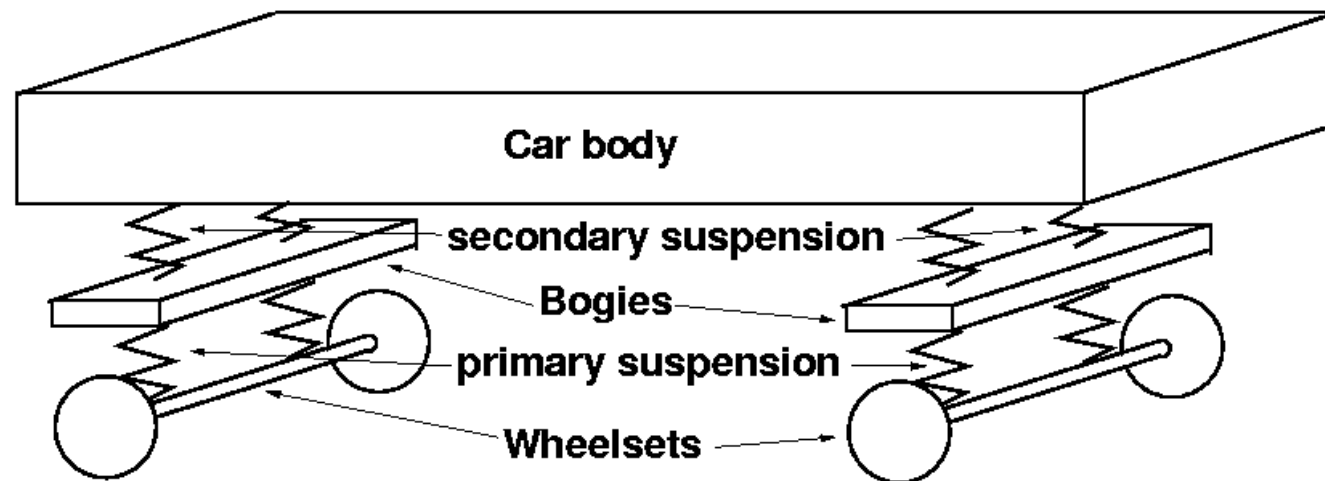 Car body
secondary suspension
Bogies
primary suspension
Wheelsets